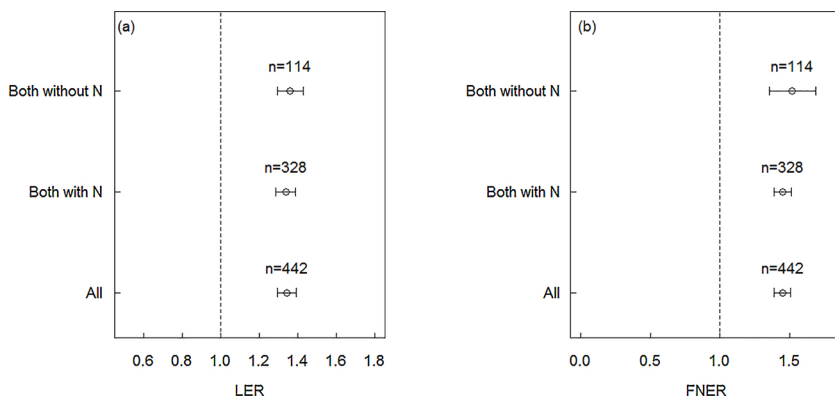 (a)
n=114
Both without N
n=328
Both with N
n=442
All
0.6 0.8 1.0 1.2 1.4 1.6 1.8
LER
(b)
n=114
Both without N
n=328
Both with N
n=442
All
0.0 0.5 1.0 1.5
FNER